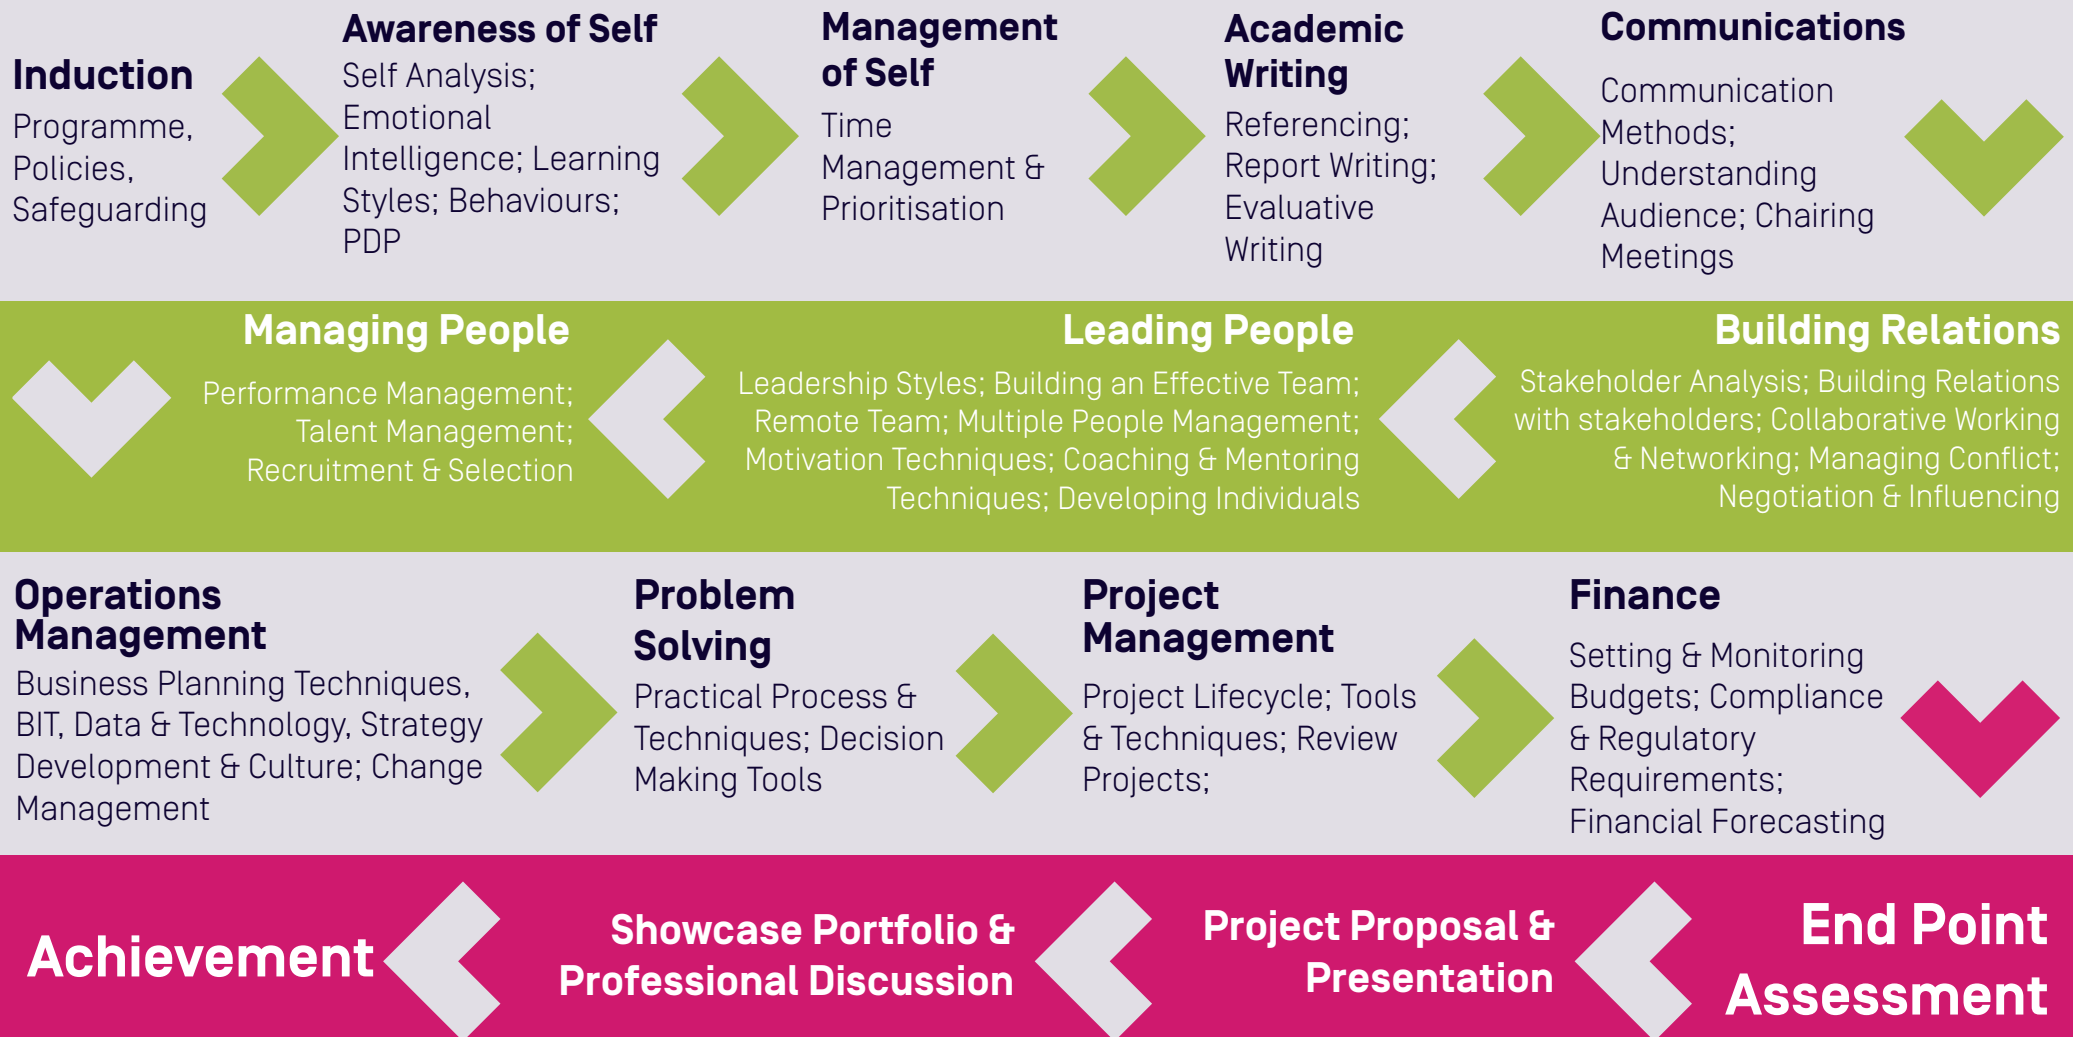 Induction
Programme,
Policies,
Safeguarding
Awareness of Self
Self Analysis;
Emotional
Intelligence; Learning
Styles; Behaviours;
PDP
Management
of Self
Time
Management &
Prioritisation
Academic
Writing
Referencing;
Report Writing;
Evaluative
Writing
Communications
Communication
Methods;
Understanding
Audience; Chairing
Meetings
Building Relations
Stakeholder Analysis; Building Relations
with stakeholders; Collaborative Working
& Networking; Managing Conflict;
Negotiation & Influencing
Leading People
Leadership Styles; Building an Effective Team;
Remote Team; Multiple People Management;
Motivation Techniques; Coaching & Mentoring
Techniques; Developing Individuals
Managing People
Performance Management;
Talent Management;
Recruitment & Selection
Operations
Management
Business Planning Techniques,
BIT, Data & Technology, Strategy
Development & Culture; Change
Management
Problem
Solving
Practical Process &
Techniques; Decision
Making Tools
Project
Management
Project Lifecycle; Tools
& Techniques; Review
Projects;
Finance
Setting & Monitoring
Budgets; Compliance
& Regulatory
Requirements;
Financial Forecasting
End Point
Assessment
Project Proposal &
Presentation
Showcase Portfolio &
Professional Discussion
Achievement